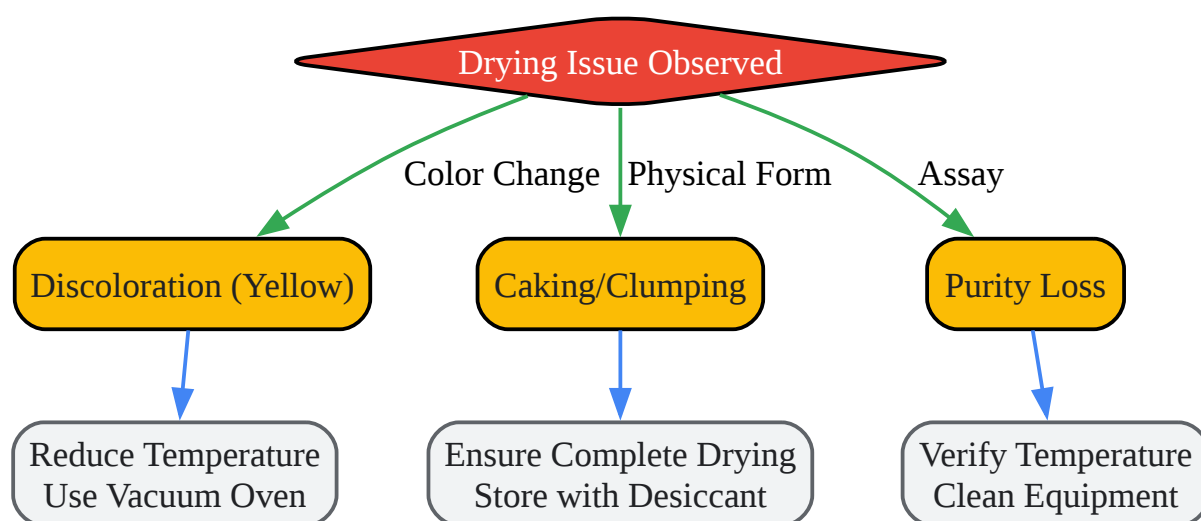 Drying Issue Observed
Color Change
Physical Form
Assay
Discoloration (Yellow)
Caking/Clumping
Purity Loss
Reduce Temperature
Use Vacuum Oven
Ensure Complete Drying
Store with Desiccant
Verify Temperature
Clean Equipment